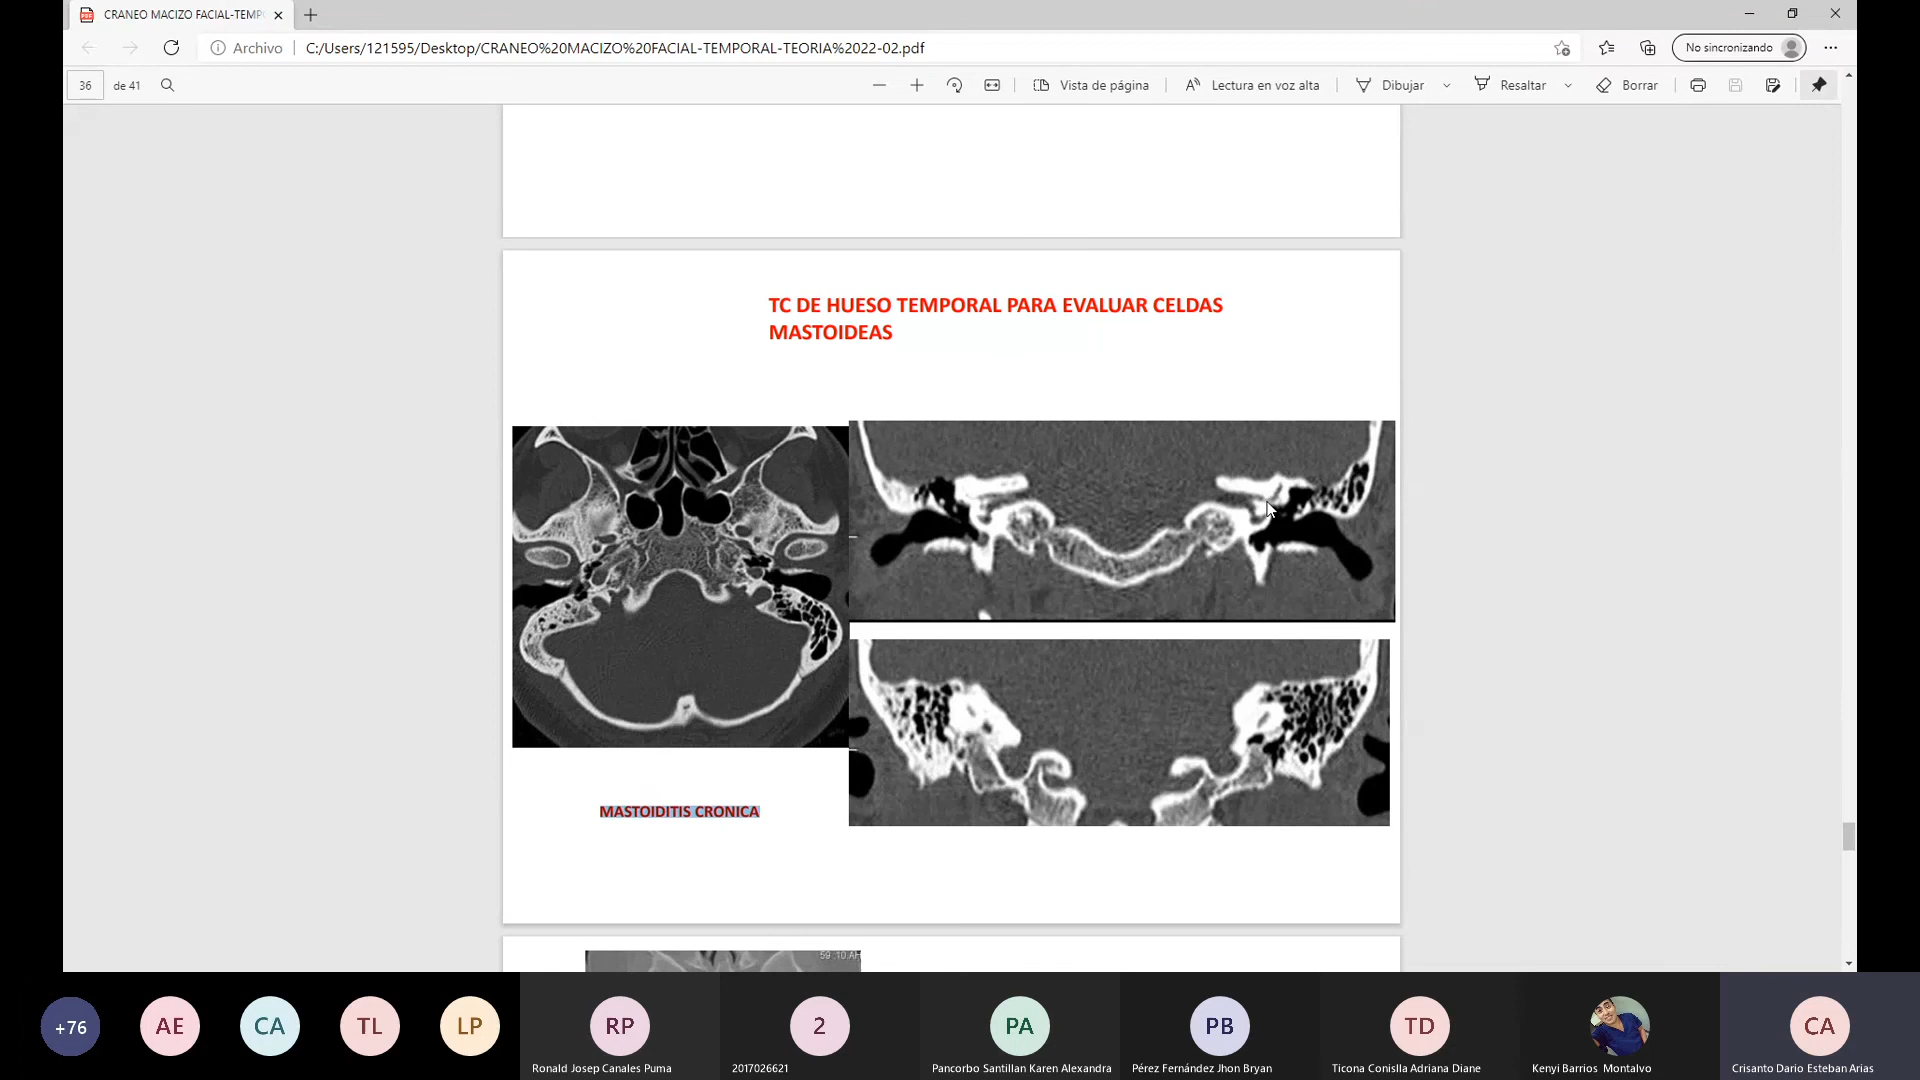 CRANEO MACIZO FACIAL-TEMP
Archivo
C:/Users/121595/Desktop/CRANEO%20MACIZO%20FACIAL-TEMPORAL-TEORIA%2022-02.pdf
No sincronizando
36 de 41
Vista de página
Lectura en voz alta
Dibujar
Resaltar
Borrar
TC DE HUESO TEMPORAL PARA EVALUAR CELDAS
MASTOIDEAS
MASTOIDITIS CRONICA
59
+76
AE
CA
TL
LP
RP
2
PA
PB
TD
CA
Ronald Josep Canales Puma
2017026621
Pancorbo Santillan Karen Alexandra
Pérez Fernández Jhon Bryan
Ticona Conislla Adriana Diane
Kenyi Barrios Montalvo
Crisanto Dario Esteban Arias